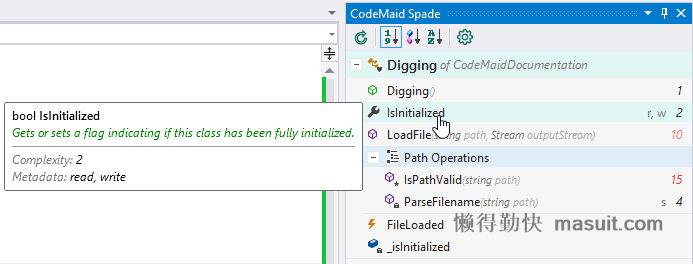 CodeMaid Spade
Digging of CodeMaidDocumentation
Digging() 1
IsInitialized r, w 2
LoadFile(string path, Stream outputStream) 10
Path Operations
IsPathValid(string path) 15
ParseFilename(string path) s 4
FileLoaded
_isInitialized
bool IsInitialized
Gets or sets a flag indicating if this class has been fully initialized.
Complexity: 2
Metadata: read, write
懒得勤快 masuit.com